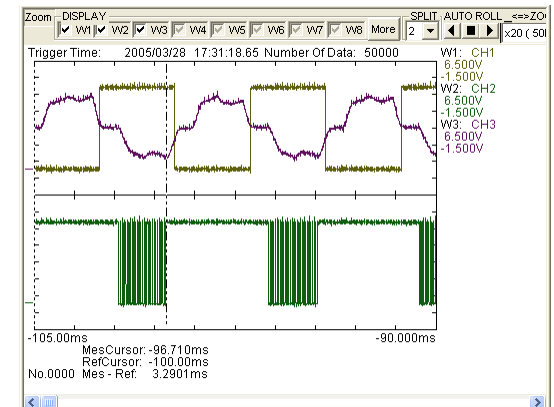 Zoom DISPLAY SPLIT AUTO ROLL <=>ZO
W1 W2 W3 W4 W5 W6 W7 W8 More 2 x20 ( 50
Trigger Time: 2005/03/28 17:31:18.65 Number Of Data: 50000
W1: CH1
6.500V
-1.500V
W2: CH2
6.500V
-1.500V
W3: CH3
6.500V
-1.500V
-105.00ms -90.000ms
MesCursor: -96.710ms
RefCursor: -100.00ms
No.0000 Mes - Ref: 3.2901ms